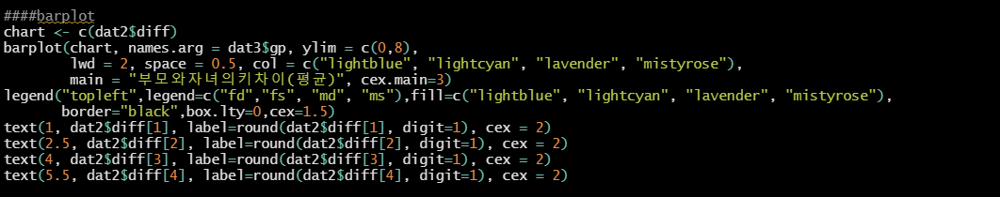 ####barplot
chart <- c(dat2$diff)
barplot(chart, names.arg = dat3$gp, ylim = c(0,8),
        lwd = 2, space = 0.5, col = c("lightblue", "lightcyan", "lavender", "mistyrose"),
        main = "부모와자녀의키차이(평균)", cex.main=3)
legend("topleft",legend=c("fd","fs", "md", "ms"),fill=c("lightblue", "lightcyan", "lavender", "mistyrose"),
       border="black",box.lty=0,cex=1.5)
text(1, dat2$diff[1], label=round(dat2$diff[1], digit=1), cex = 2)
text(2.5, dat2$diff[2], label=round(dat2$diff[2], digit=1), cex = 2)
text(4, dat2$diff[3], label=round(dat2$diff[3], digit=1), cex = 2)
text(5.5, dat2$diff[4], label=round(dat2$diff[4], digit=1), cex = 2)